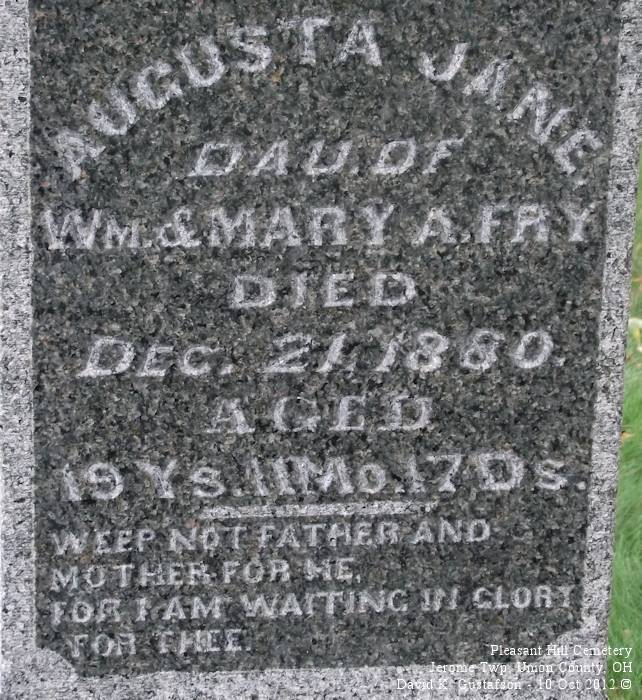 AUGUSTA JANE.
DAU. OF
WM. & MARY A. FRY
DIED
DEC. 21, 1880.
AGED
19 YS. 11 MO. 17 DS.
WEEP NOT FATHER AND
MOTHER FOR ME,
FOR I AM WAITING IN GLORY
FOR THEE.
Pleasant Hill Cemetery
Jerome Twp. Union County, OH
David K. Gustafson - 10 Oct 2012 ©